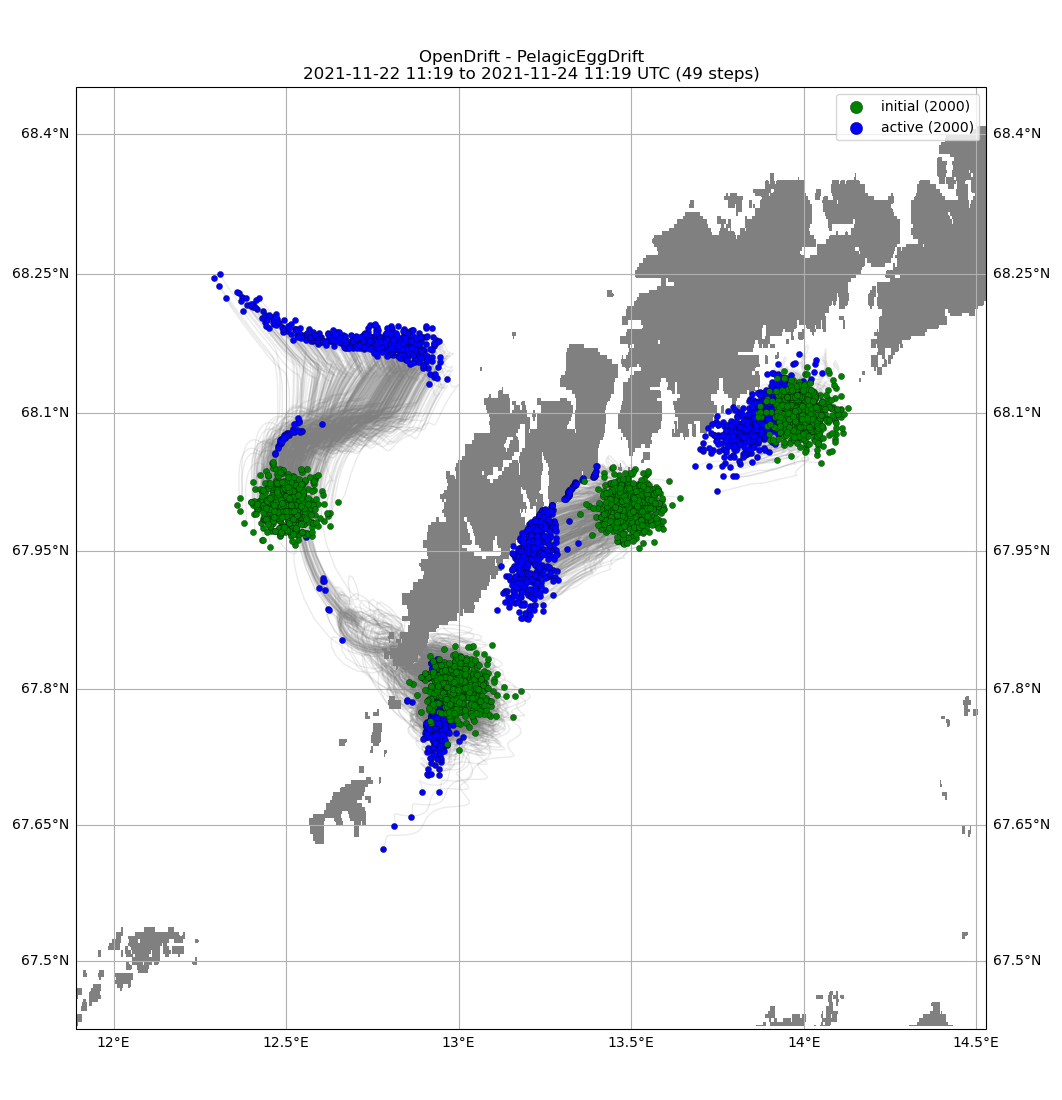 OpenDrift - PelagicEggDrift
2021-11-22 11:19 to 2021-11-24 11:19 UTC (49 steps)
initial (2000)
active (2000)
68.4°N
68.4°N
68.25°N
68.25°N
68.1°N
68.1°N
67.95°N
67.95°N
67.8°N
67.8°N
67.65°N
67.65°N
67.5°N
67.5°N
12°E
12.5°E
13°E
13.5°E
14°E
14.5°E